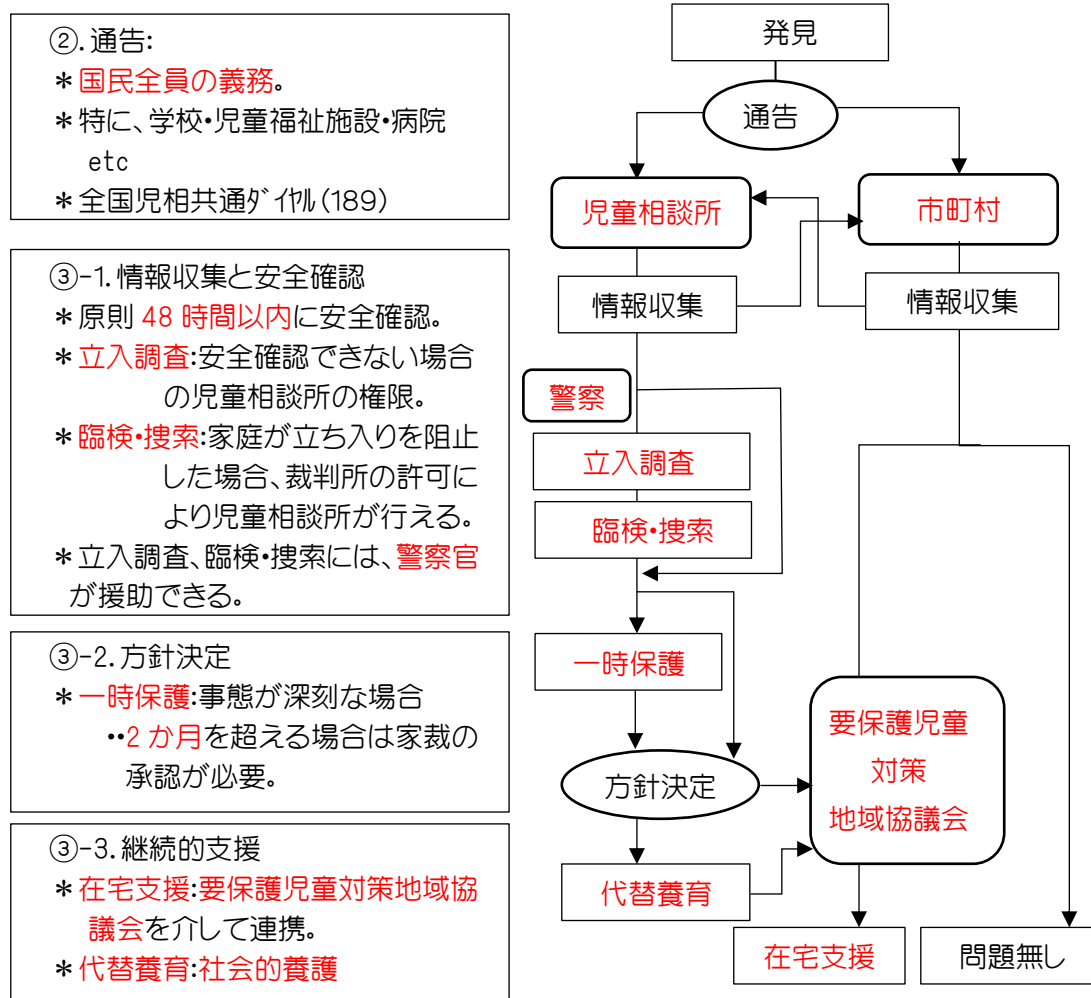 ②.通告:
*国民全員の義務。
*特に、学校・児童福祉施設・病院
etc
*全国児相共通ﾀﾞｲﾔﾙ(189)
③-1.情報収集と安全確認
*原則 48 時間以内に安全確認。
*立入調査:安全確認できない場合
の児童相談所の権限。
*臨検・捜索:家庭が立ち入りを阻止
した場合、裁判所の許可に
より児童相談所が行える。
*立入調査、臨検・捜索には、警察官
が援助できる。
③-2.方針決定
*一時保護:事態が深刻な場合
‥2 か月を超える場合は家裁の
承認が必要。
③-3.継続的支援
*在宅支援:要保護児童対策地域協
議会を介して連携。
*代替養育:社会的養護
発見
通告
児童相談所
市町村
情報収集
情報収集
警察
立入調査
臨検・捜索
一時保護
方針決定
要保護児童
対策
地域協議会
代替養育
在宅支援
問題無し